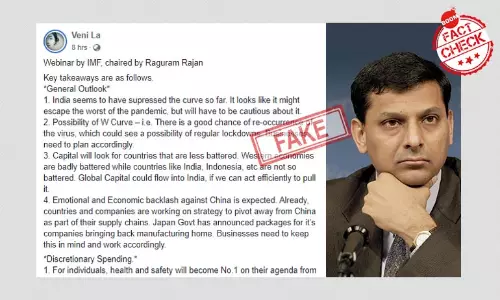 Veni La
8 hrs ·
Webinar by IMF, chaired by Raguram Rajan
Key takeaways are as follows.
*General Outlook*
1. India seems to have supressed the curve so far. It looks like it might
escape the worst of the pandemic, but will have to be cautious about it.
2. Possibility of W Curve – i.e. There is a good chance of re-occurrence of
the virus, which could see a possibility of regular lockdowns.
need to plan accordingly.
3. Capital will look for countries that are less battered. Western economies
are badly battered while countries like India, Indonesia, etc are not so
battered. Global Capital could flow into India, if we can act efficiently to pull
it.
4. Emotional and Economic backlash against China is expected. Already,
countries and companies are working on strategy to pivot away from China
as part of their supply chains. Japan Govt has announced packages for it's
companies bringing back manufacturing home. Businesses need to keep
this in mind and work accordingly.
*Discretionary Spending.*
1. For individuals, health and safety will become No.1 on their agenda from
FAKE
BOOM
FACT
CHECK